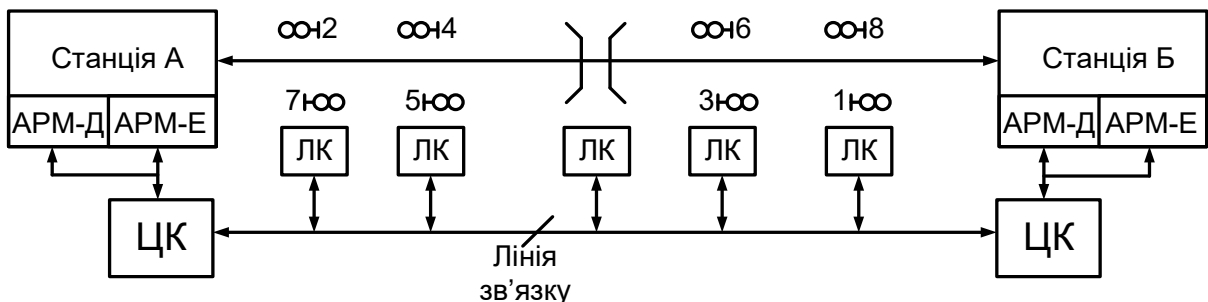 2 4 6 8
Станція А
Станція Б
7 5 3 1
АРМ-Д АРМ-Е
ЛК ЛК ЛК ЛК ЛК
АРМ-Д АРМ-Е
ЦК
ЦК
Лінія
зв’язку